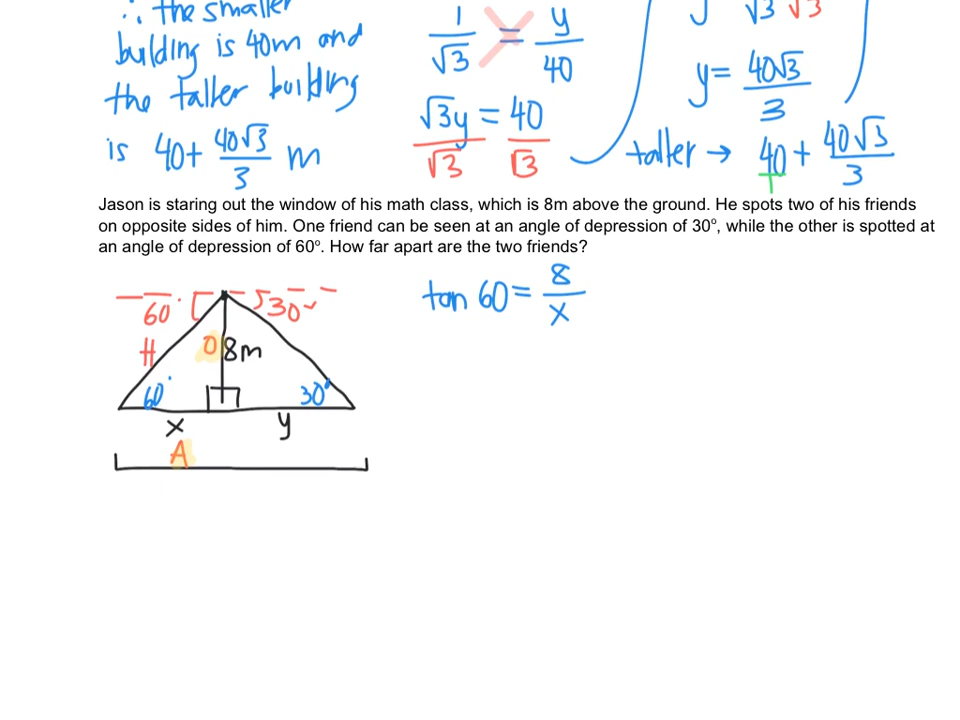 ∴ the smaller
building is 40m and
the taller building
is 40+ 40√3/3 m
1/√3 = y/40
√3y/√3 = 40/√3
√3 √3
y= 40√3/3
taller → 40 + 40√3/3
Jason is staring out the window of his math class, which is 8m above the ground. He spots two of his friends
on opposite sides of him. One friend can be seen at an angle of depression of 30°, while the other is spotted at
an angle of depression of 60°. How far apart are the two friends?
60° 30°
H O 8m
60° 30°
x y
A
tan 60 = 8/x